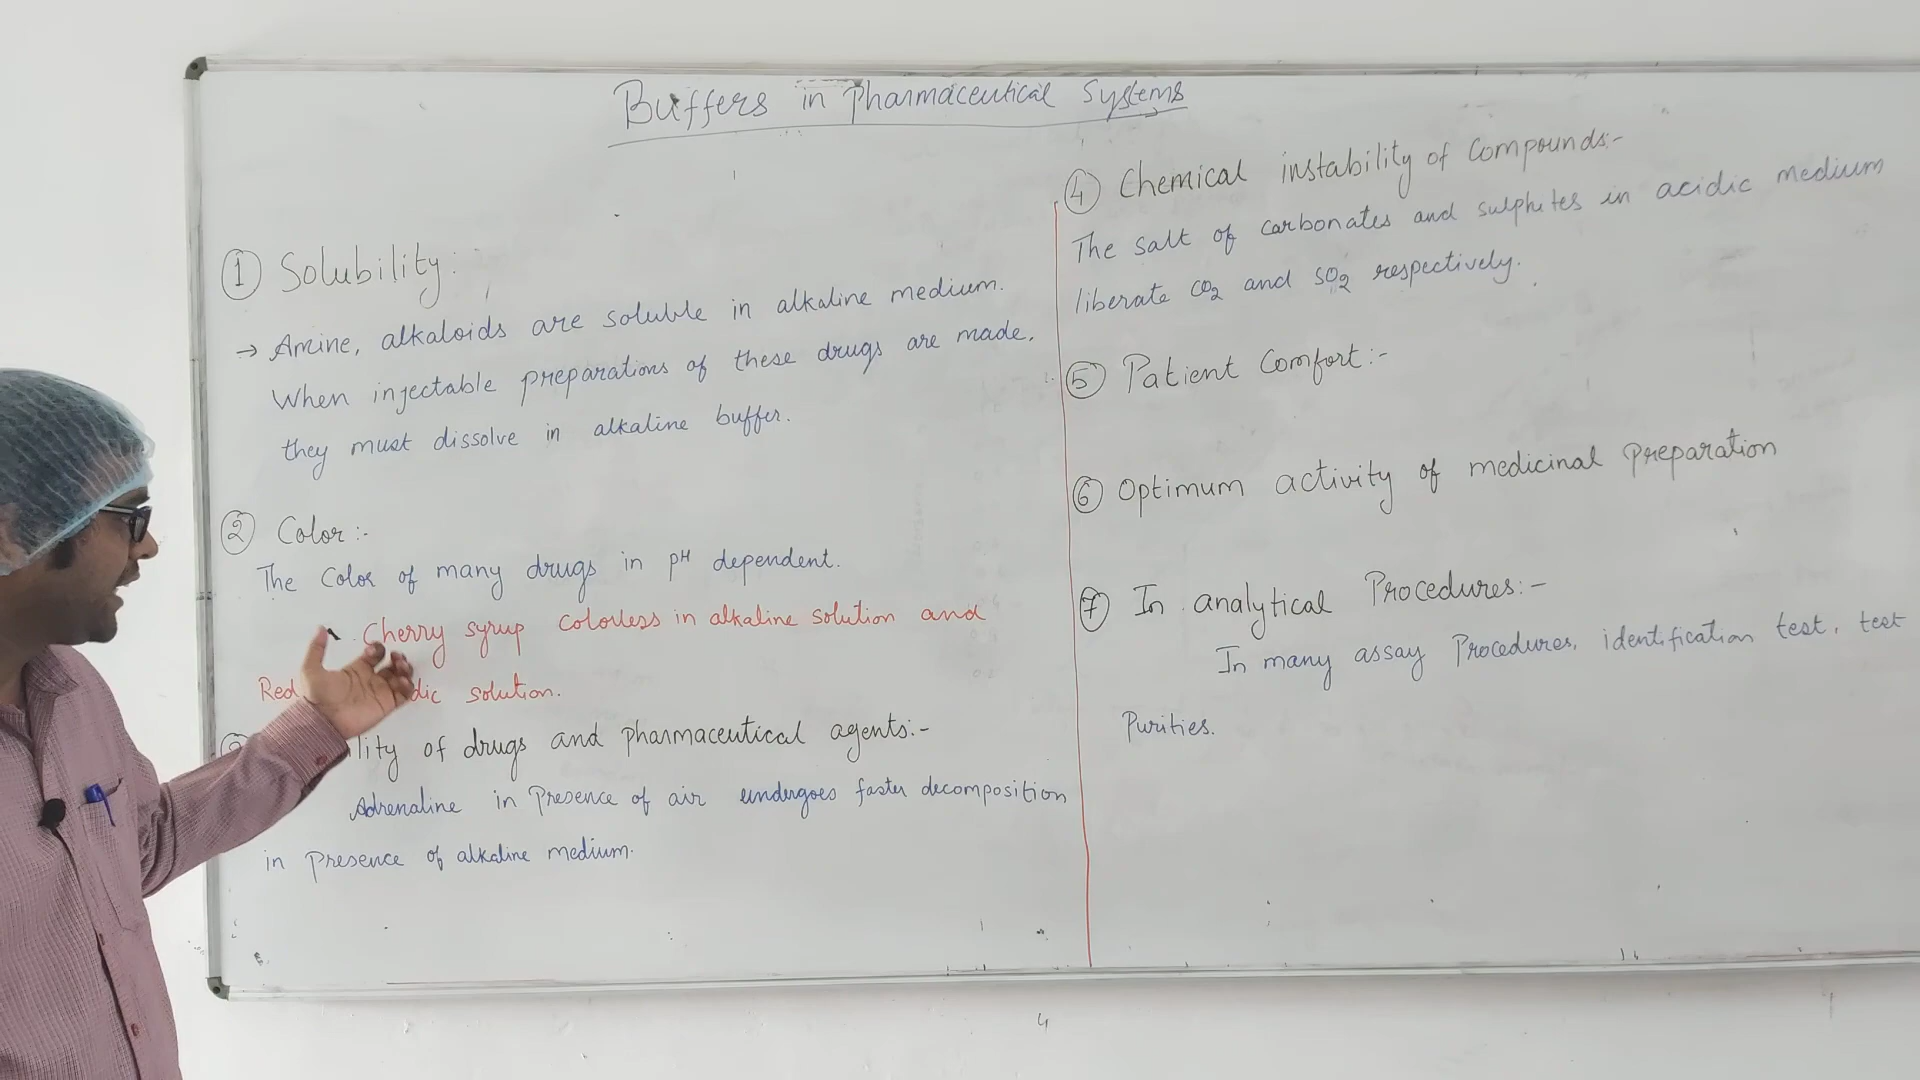 Buffers in Pharmaceutical Systems
① Solubility:
→ Amine, alkaloids are soluble in alkaline medium.
When injectable preparations of these drugs are made.
they must dissolve in alkaline buffer.
② Color :-
The Color of many drugs in pH dependent.
Cherry syrup colorless in alkaline solution and
Red solution.
of drugs and pharmaceutical agents:-
Adrenaline in Presence of air undergoes faster decomposition
in Presence of alkaline medium.
④ Chemical instability of Compounds:-
The salt of carbonates and sulphites in acidic medium
liberate CO2 and SO2 respectively.
⑤ Patient Comfort :-
⑥ Optimum activity of medicinal Preparation
⑦ In analytical Procedures:-
In many assay Procedures, identification test, test
Purities.
4